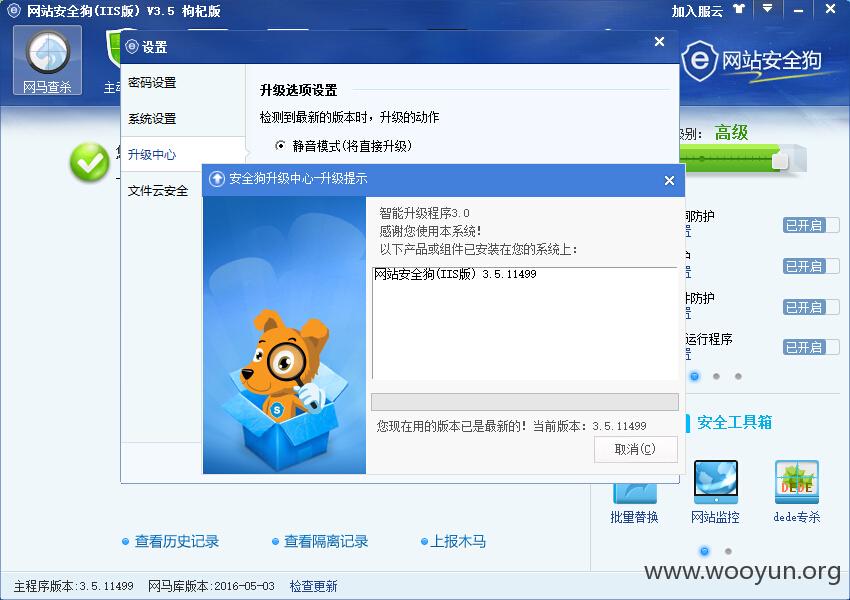 网站安全狗(IIS版) V3.5 枸杞版
加入服云
网马查杀
主动
设置
网站安全狗
密码设置
系统设置
升级中心
文件云安全
升级选项设置
检测到最新的版本时，升级的动作
静音模式(将直接升级)
级别： 高级
安全狗升级中心-升级提示
智能升级程序3.0
感谢您使用本系统!
以下产品或组件已安装在您的系统上:
网站安全狗(IIS版) 3.5.11499
您现在用的版本已是最新的! 当前版本: 3.5.11499
取消(C)
洞防护
已开启
护
已开启
件防护
已开启
运行程序
已开启
安全工具箱
批量替换
网站监控
DEDE
dede专杀
查看历史记录
查看隔离记录
上报木马
主程序版本:3.5.11499
网马库版本:2016-05-03
检查更新
www.wooyun.org